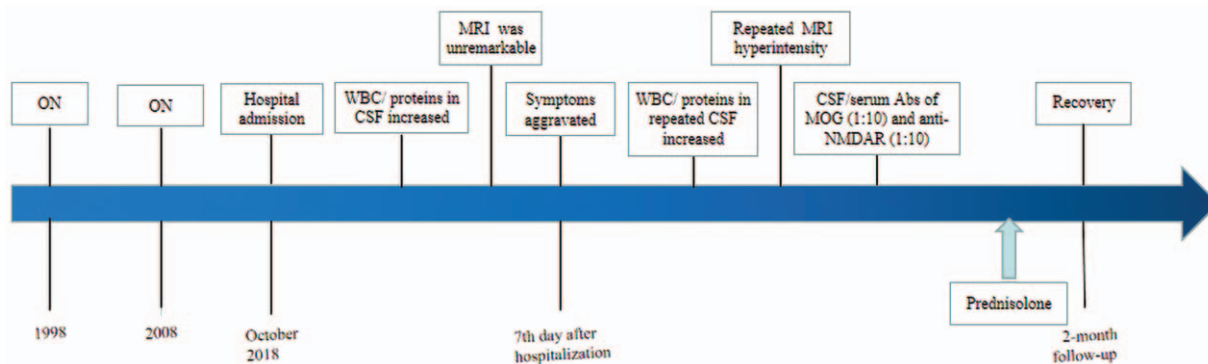 ON
ON
Hospital
admission
WBC/ proteins in
CSF increased
MRI was
unremarkable
Symptoms
aggravated
WBC/ proteins in
repeated CSF
increased
Repeated MRI
hyperintensity
CSF/serum Abs of
MOG (1:10) and anti-
NMDAR (1:10)
Recovery
Prednisolone
1998
2008
October
2018
7th day after
hospitalization
2-month
follow-up